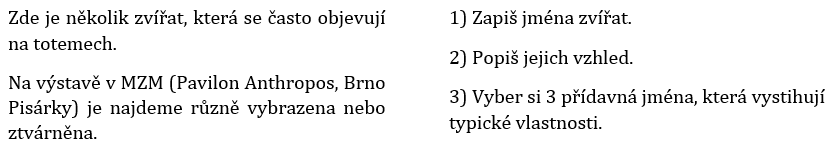 Zde je několik zvířat, která se často objevují
na totemech.
Na výstavě v MZM (Pavilon Anthropos, Brno
Pisárky) je najdeme různě vybrazena nebo
ztvárněna.
1) Zapiš jména zvířat.
2) Popiš jejich vzhled.
3) Vyber si 3 přídavná jména, která vystihují
typické vlastnosti.